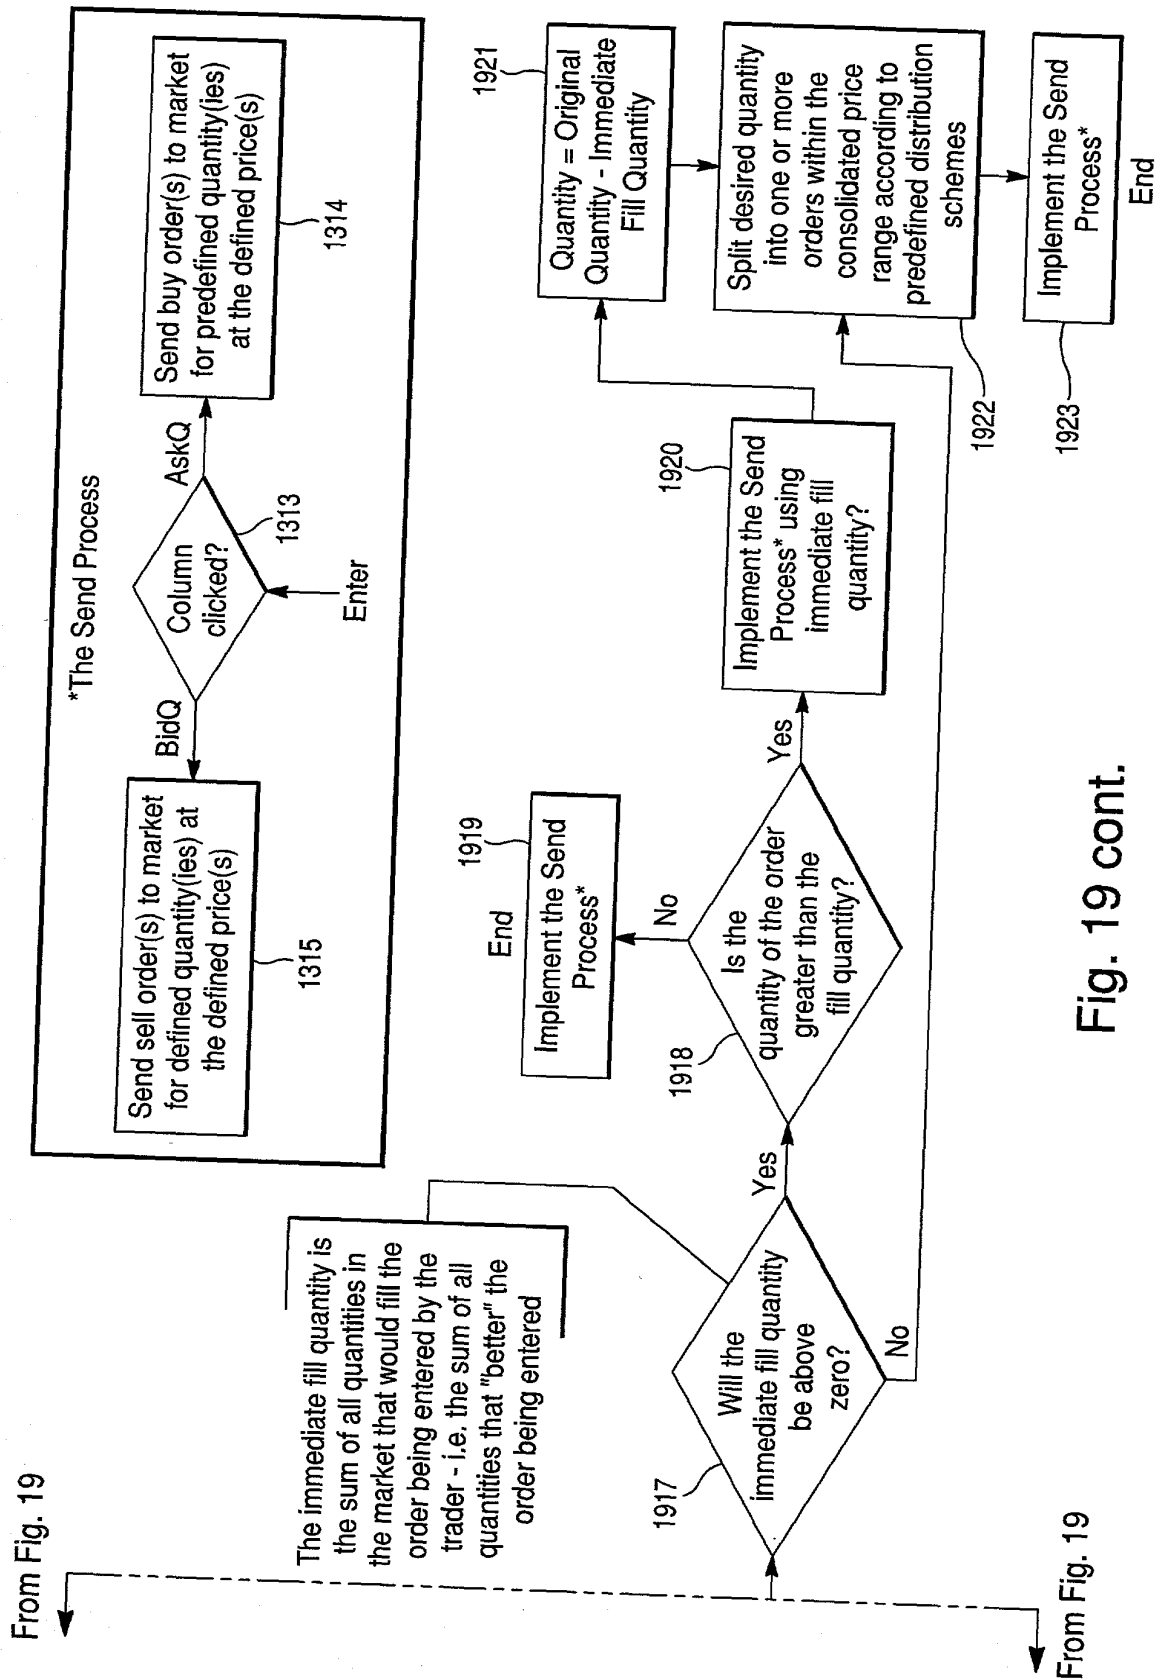 From Fig. 19
*The Send Process
Send sell order(s) to market
for defined quantity(ies) at
the defined price(s)
1315
BidQ
Column
clicked?
1313
Enter
AskQ
Send buy order(s) to market
for predefined quantity(ies)
at the defined price(s)
1314
The immediate fill quantity is
the sum of all quantities in
the market that would fill the
order being entered by the
trader - i.e. the sum of all
quantities that "better" the
order being entered
1917
Will the
immediate fill quantity
be above
zero?
Yes
No
1918
Is the
quantity of the order
greater than the
fill quantity?
No
Yes
End
1919
Implement the Send
Process*
1920
Implement the Send
Process* using
immediate fill
quantity?
1921
Quantity = Original
Quantity - Immediate
Fill Quantity
Split desired quantity
into one or more
orders within the
consolidated price
range according to
predefined distribution
schemes
1922
Implement the Send
Process*
1923
End
From Fig. 19
Fig. 19 cont.